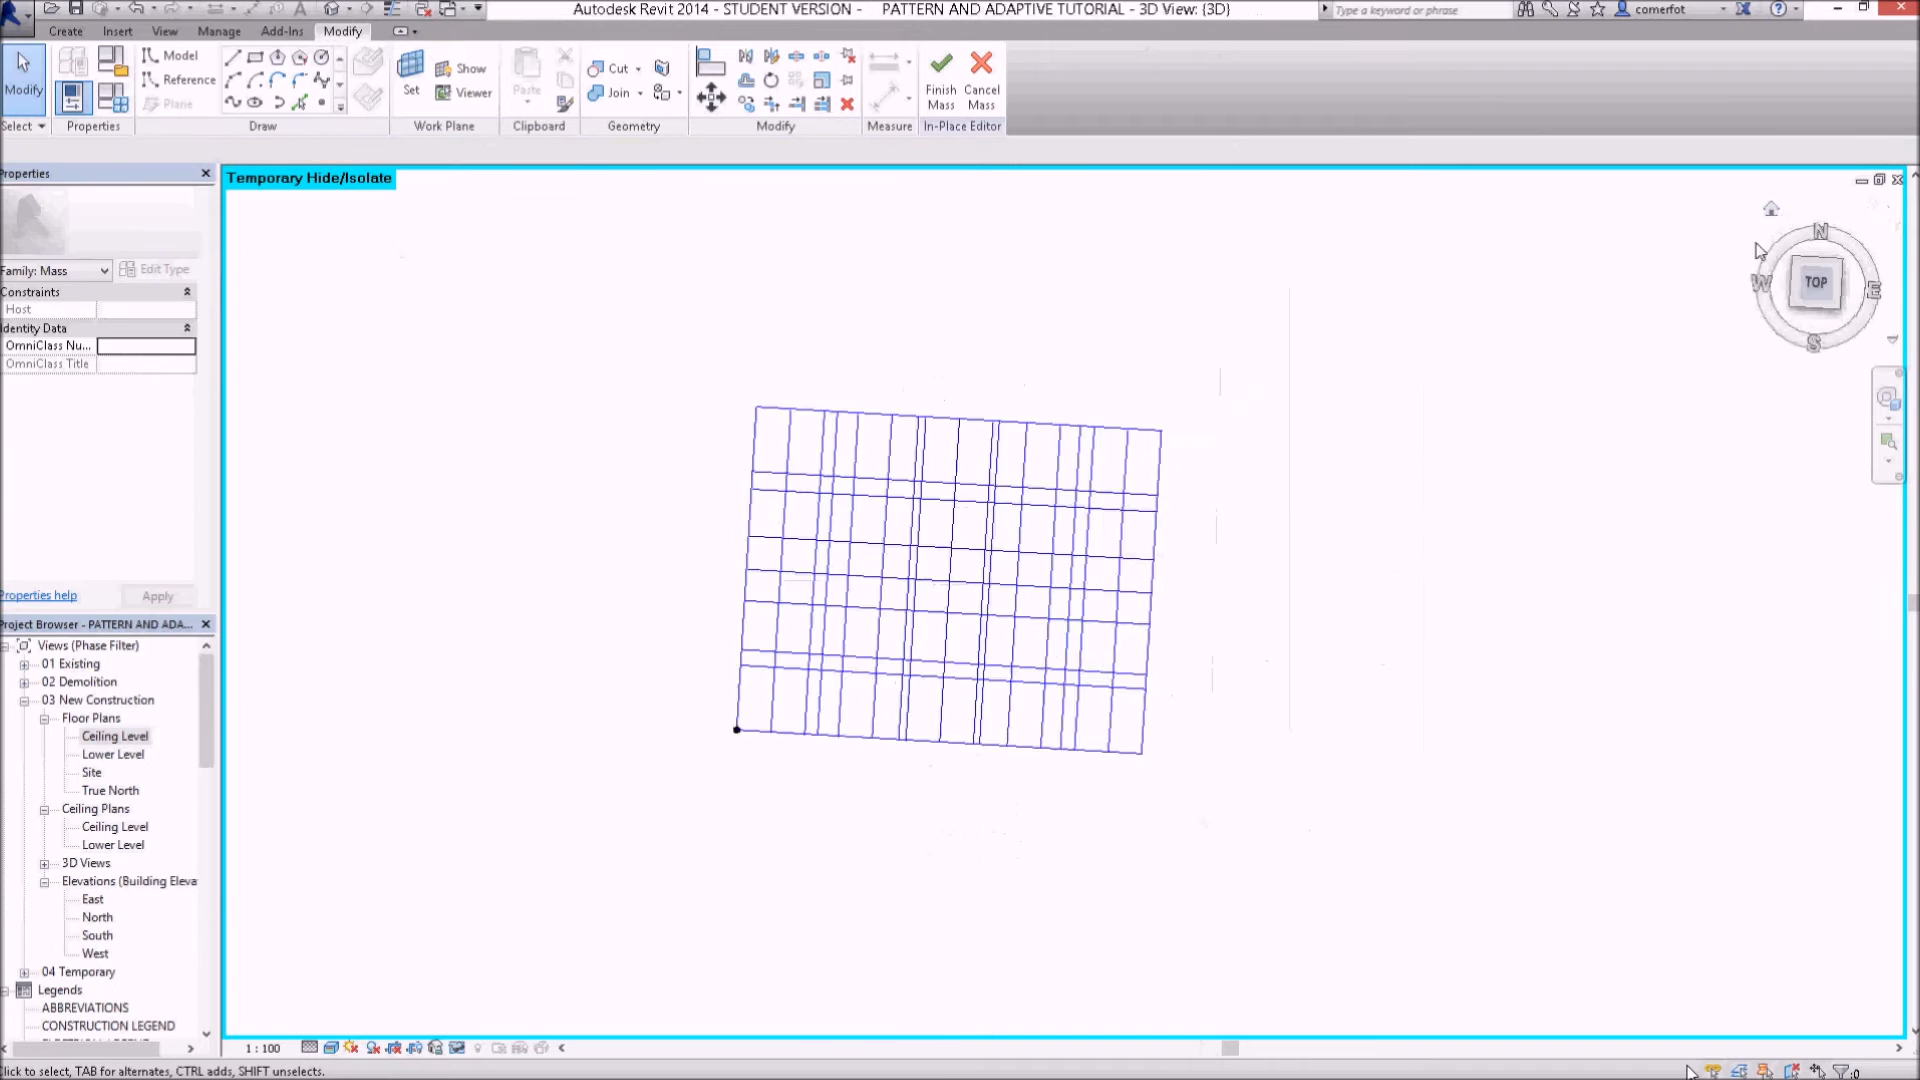 Autodesk Revit 2014 - STUDENT VERSION - PATTERN AND ADAPTIVE TUTORIAL - 3D View: {3D}
Type a keyword or phrase
comerfot
Create Insert View Manage Add-Ins Modify
Modify
Select
Properties
Model
Reference
Plane
Draw
Set
Show
Viewer
Work Plane
Paste
Clipboard
Cut
Join
Geometry
Modify
Measure
Finish Mass
Cancel Mass
In-Place Editor
Properties
Family: Mass
Edit Type
Constraints
Host
Identity Data
OmniClass Nu...
OmniClass Title
Properties help
Apply
Project Browser - PATTERN AND ADA...
Views (Phase Filter)
01 Existing
02 Demolition
03 New Construction
Floor Plans
Ceiling Level
Lower Level
Site
True North
Ceiling Plans
Ceiling Level
Lower Level
3D Views
Elevations (Building Eleva
East
North
South
West
04 Temporary
Legends
ABBREVIATIONS
CONSTRUCTION LEGEND
Temporary Hide/Isolate
N
W
TOP
E
S
1 : 100
Click to select, TAB for alternates, CTRL adds, SHIFT unselects.
:0